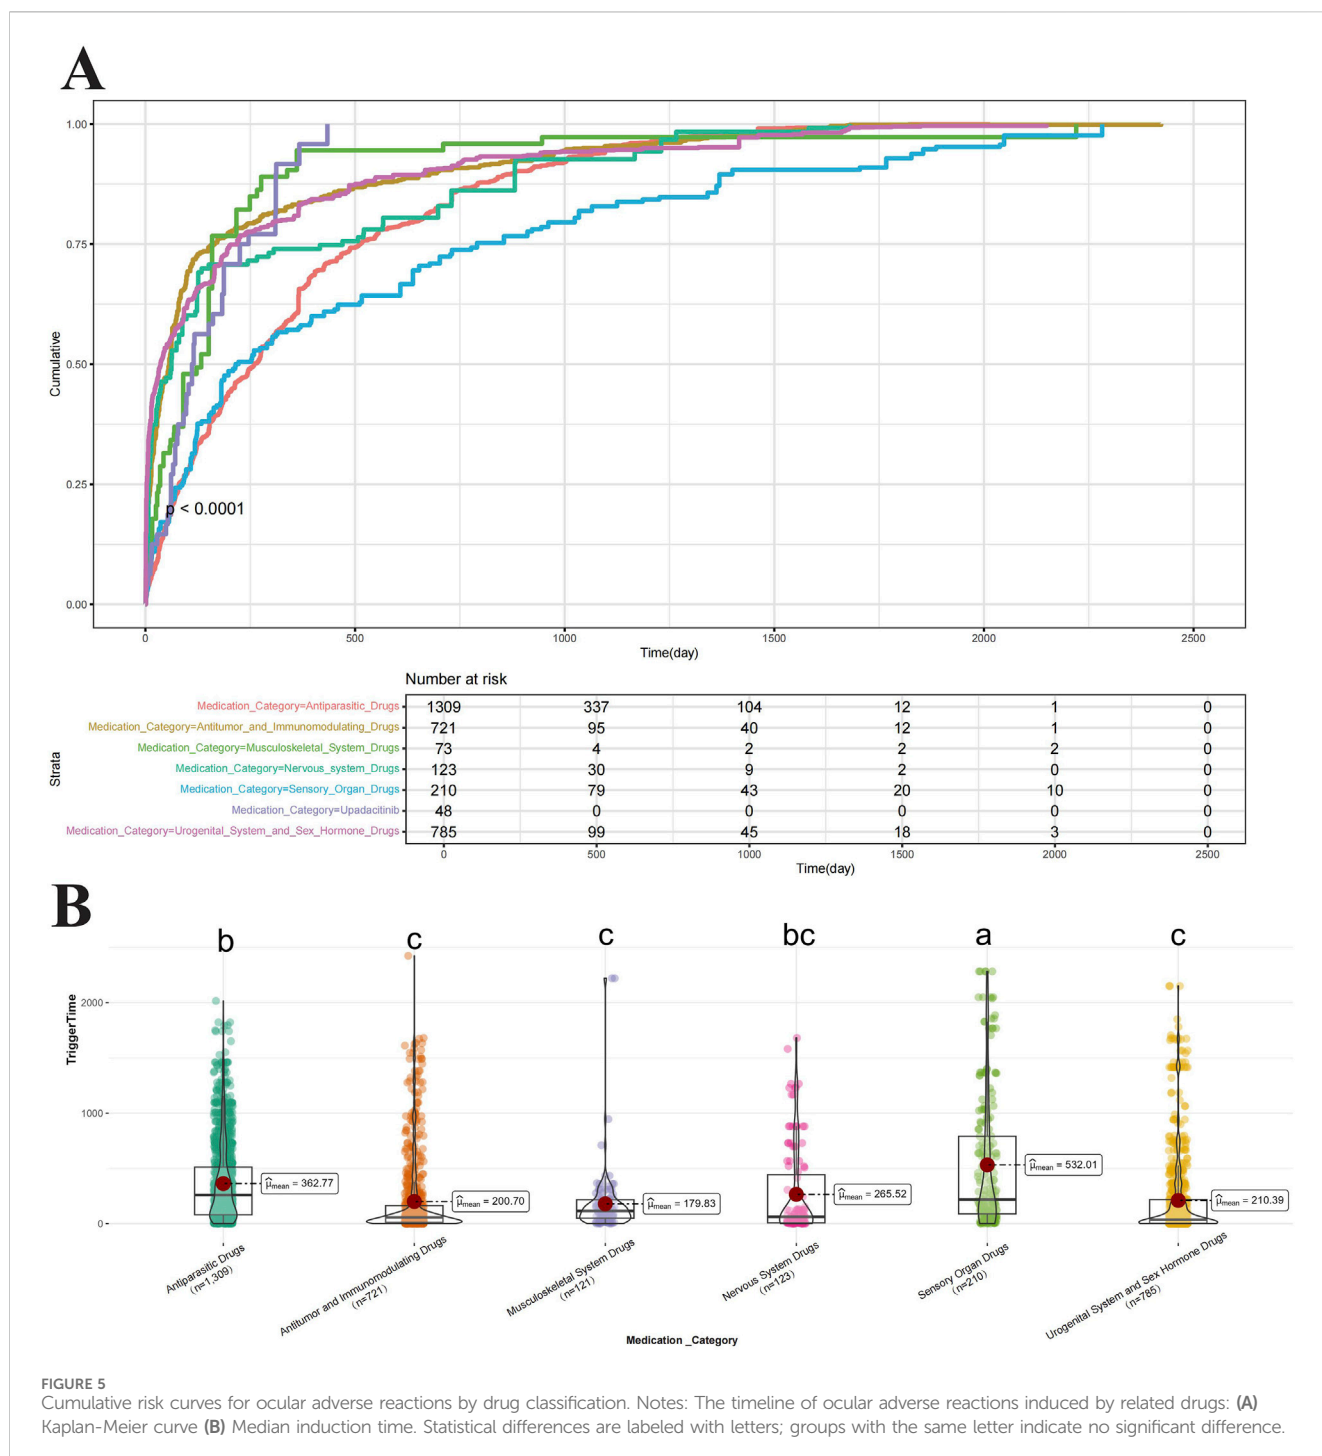 A
1.00
0.75
0.50
0.25
0.00
Cumulative
p < 0.0001
0 500 1000 1500 2000 2500
Time(day)
Number at risk
Strata
Medication_Category=Antiparasitic_Drugs 1309 337 104 12 1 0
Medication_Category=Antitumor_and_Immunomodulating_Drugs 721 95 40 12 1 0
Medication_Category=Musculoskeletal_System_Drugs 73 4 2 2 2 0
Medication_Category=Nervous_system_Drugs 123 30 9 2 0 0
Medication_Category=Sensory_Organ_Drugs 210 79 43 20 10 0
Medication_Category=Upadacitinib 48 0 0 0 0 0
Medication_Category=Urogenital_System_and_Sex_Hormone_Drugs 785 99 45 18 3 0
0 500 1000 1500 2000 2500
Time(day)
B
b c c bc a c
TriggerTime
2000
1000
0
μ̂mean = 362.77
μ̂mean = 200.70
μ̂mean = 179.83
μ̂mean = 265.52
μ̂mean = 532.01
μ̂mean = 210.39
Antiparasitic Drugs
(n=1,309)
Antitumor and Immunomodulating Drugs
(n=721)
Musculoskeletal System Drugs
(n=121)
Nervous System Drugs
(n=123)
Sensory Organ Drugs
(n=210)
Urogenital System and Sex Hormone Drugs
(n=785)
Medication _Category
FIGURE 5
Cumulative risk curves for ocular adverse reactions by drug classification. Notes: The timeline of ocular adverse reactions induced by related drugs: (A)
Kaplan-Meier curve (B) Median induction time. Statistical differences are labeled with letters; groups with the same letter indicate no significant difference.